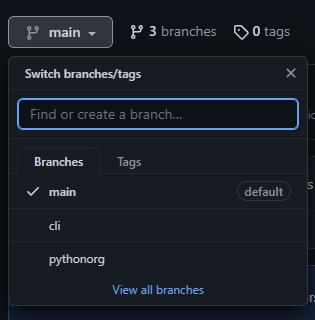 main 3 branches 0 tags
Switch branches/tags
Find or create a branch...
Branches Tags
main default
cli
pythonorg
View all branches